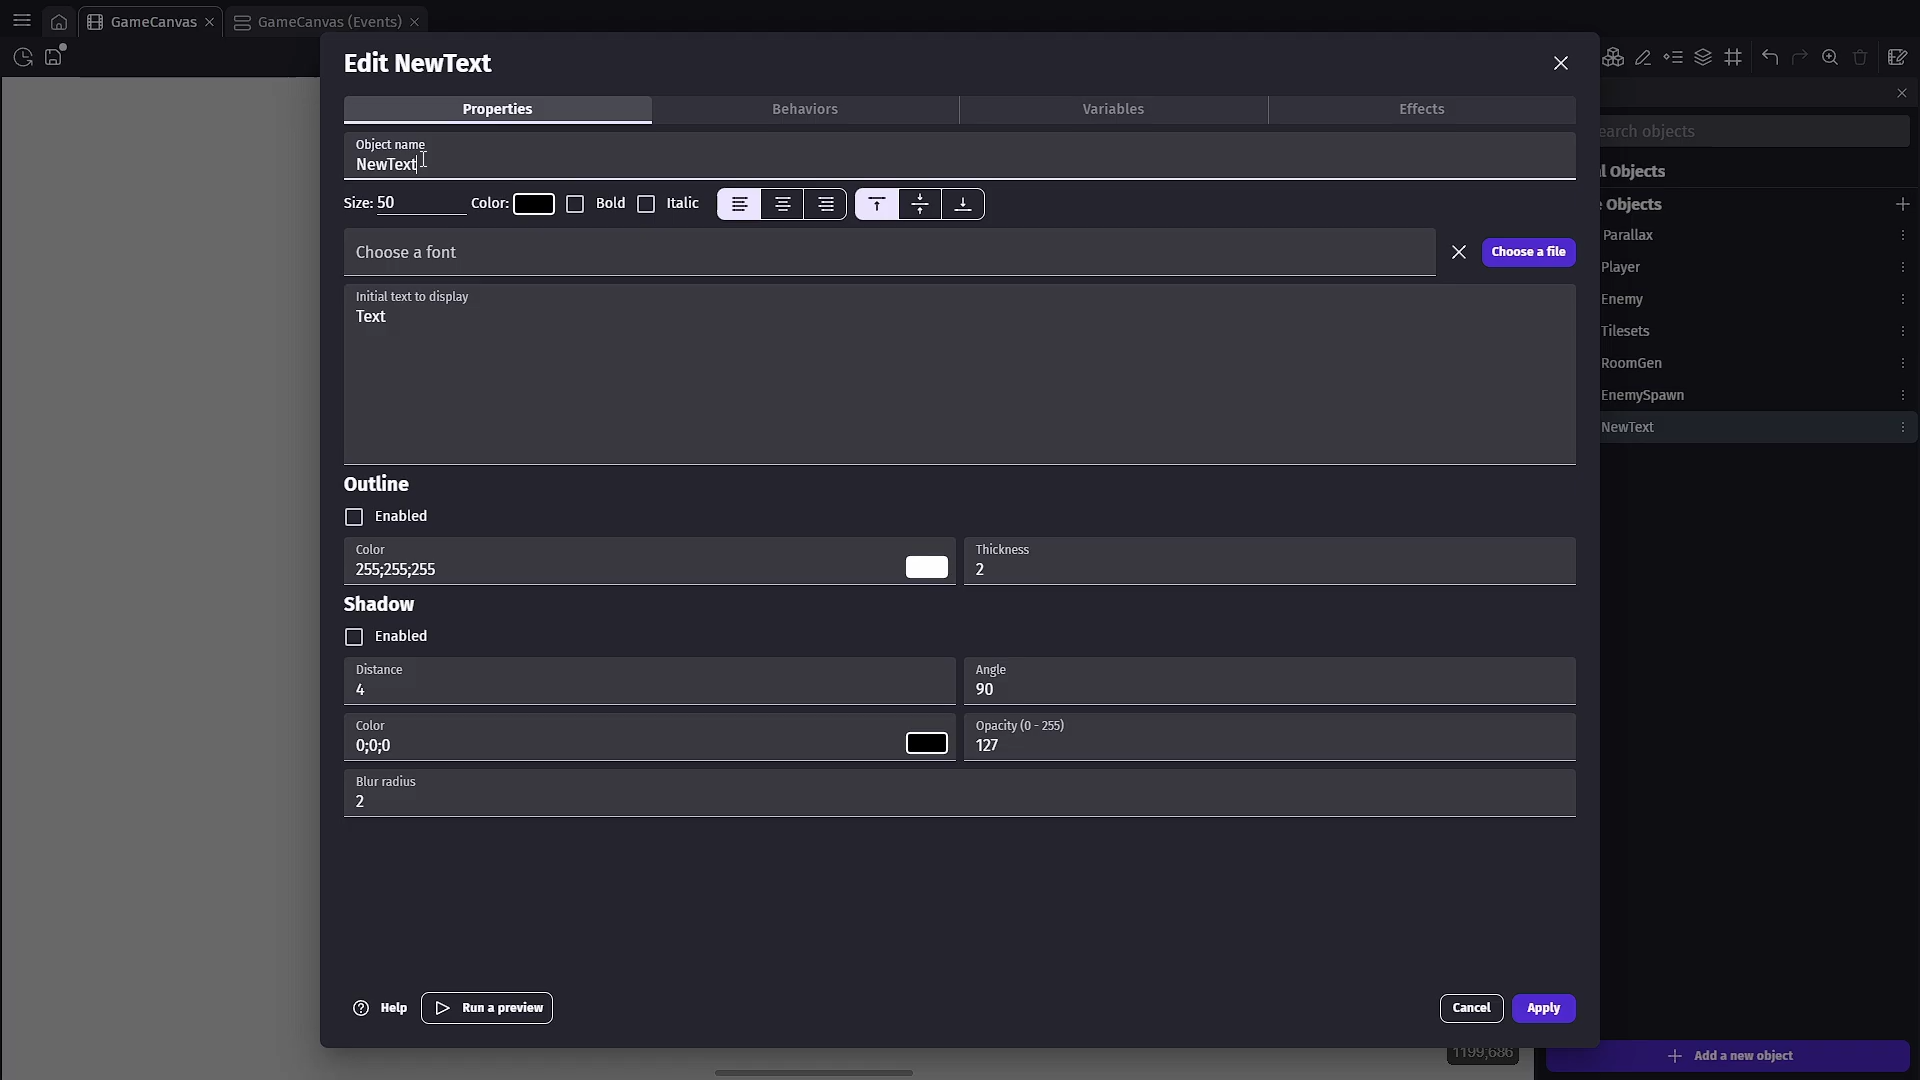 GameCanvas
GameCanvas (Events)
Edit NewText
Properties
Behaviors
Variables
Effects
Object name
NewText
Size: 50
Color:
Bold
Italic
Choose a font
Choose a file
Initial text to display
Text
Outline
Enabled
Color
255;255;255
Thickness
2
Shadow
Enabled
Distance
4
Angle
90
Color
0;0;0
Opacity (0 - 255)
127
Blur radius
2
Help
Run a preview
Cancel
Apply
earch objects
l Objects
Objects
Parallax
Player
Enemy
Tilesets
RoomGen
EnemySpawn
NewText
1199;686
Add a new object